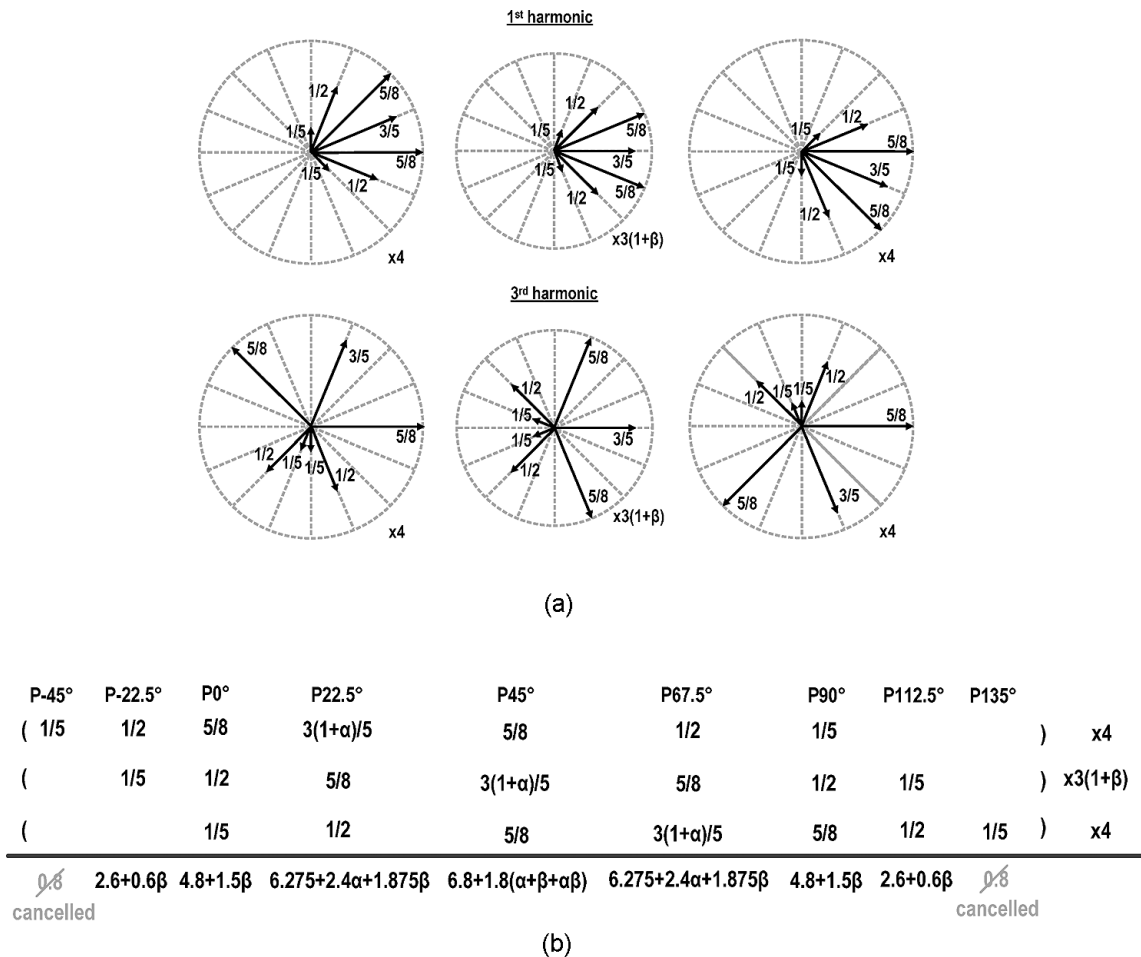 1st harmonic
1/2 5/8 1/2 1/2
1/5 1/5 5/8 1/5
3/5 5/8
5/8 3/5 3/5
1/5 1/2 5/8 1/5
1/2 1/2 5/8
x4 x3(1+β) x4
3rd harmonic
5/8 3/5 5/8
1/2 1/2 1/5 1/5 1/2
1/5
5/8 1/5 3/5 5/8
1/2 1/5 1/5 1/2 1/2
5/8 5/8 3/5
x4 x3(1+β) x4
(a)
P-45° P-22.5° P0° P22.5° P45° P67.5° P90° P112.5° P135°
( 1/5 1/2 5/8 3(1+α)/5 5/8 1/2 1/5 ) x4
( 1/5 1/2 5/8 3(1+α)/5 5/8 1/2 1/5 ) x3(1+β)
( 1/5 1/2 5/8 3(1+α)/5 5/8 1/2 1/5 ) x4
0.8 2.6+0.6β 4.8+1.5β 6.275+2.4α+1.875β 6.8+1.8(α+β+αβ) 6.275+2.4α+1.875β 4.8+1.5β 2.6+0.6β 0.8
cancelled cancelled
(b)